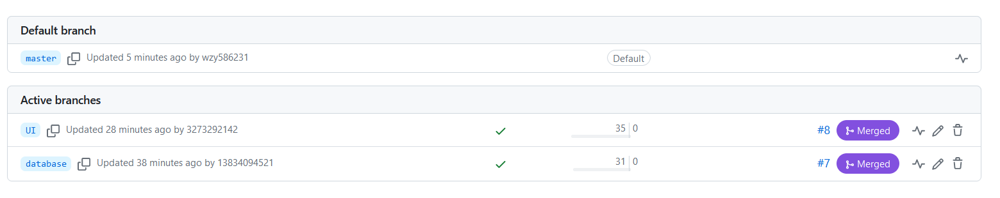 Default branch
master Updated 5 minutes ago by wzy586231 Default
Active branches
UI Updated 28 minutes ago by 3273292142 35 0 #8 Merged
database Updated 38 minutes ago by 13834094521 31 0 #7 Merged